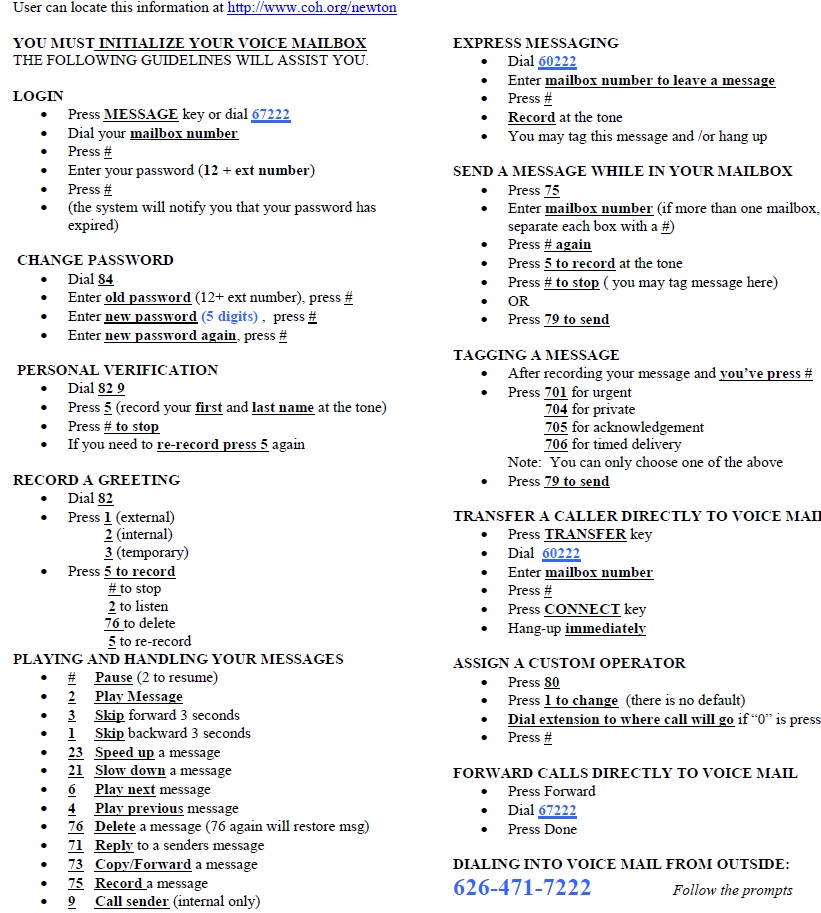 User can locate this information at http://www.coh.org/newton
YOU MUST INITIALIZE YOUR VOICE MAILBOX
THE FOLLOWING GUIDELINES WILL ASSIST YOU.
LOGIN
• Press MESSAGE key or dial 67222
• Dial your mailbox number
• Press #
• Enter your password (12 + ext number)
• Press #
• (the system will notify you that your password has
expired)
CHANGE PASSWORD
• Dial 84
• Enter old password (12+ ext number), press #
• Enter new password (5 digits) , press #
• Enter new password again, press #
PERSONAL VERIFICATION
• Dial 82 9
• Press 5 (record your first and last name at the tone)
• Press # to stop
• If you need to re-record press 5 again
RECORD A GREETING
• Dial 82
• Press 1 (external)
2 (internal)
3 (temporary)
• Press 5 to record
# to stop
2 to listen
76 to delete
5 to re-record
PLAYING AND HANDLING YOUR MESSAGES
• # Pause (2 to resume)
• 2 Play Message
• 3 Skip forward 3 seconds
• 1 Skip backward 3 seconds
• 23 Speed up a message
• 21 Slow down a message
• 6 Play next message
• 4 Play previous message
• 76 Delete a message (76 again will restore msg)
• 71 Reply to a senders message
• 73 Copy/Forward a message
• 75 Record a message
• 9 Call sender (internal only)
EXPRESS MESSAGING
• Dial 60222
• Enter mailbox number to leave a message
• Press #
• Record at the tone
• You may tag this message and /or hang up
SEND A MESSAGE WHILE IN YOUR MAILBOX
• Press 75
• Enter mailbox number (if more than one mailbox,
separate each box with a #)
• Press # again
• Press 5 to record at the tone
• Press # to stop ( you may tag message here)
• OR
• Press 79 to send
TAGGING A MESSAGE
• After recording your message and you’ve press #
• Press 701 for urgent
704 for private
705 for acknowledgement
706 for timed delivery
Note: You can only choose one of the above
• Press 79 to send
TRANSFER A CALLER DIRECTLY TO VOICE MAI
• Press TRANSFER key
• Dial 60222
• Enter mailbox number
• Press #
• Press CONNECT key
• Hang-up immediately
ASSIGN A CUSTOM OPERATOR
• Press 80
• Press 1 to change (there is no default)
• Dial extension to where call will go if “0” is press
• Press #
FORWARD CALLS DIRECTLY TO VOICE MAIL
• Press Forward
• Dial 67222
• Press Done
DIALING INTO VOICE MAIL FROM OUTSIDE:
626-471-7222 Follow the prompts